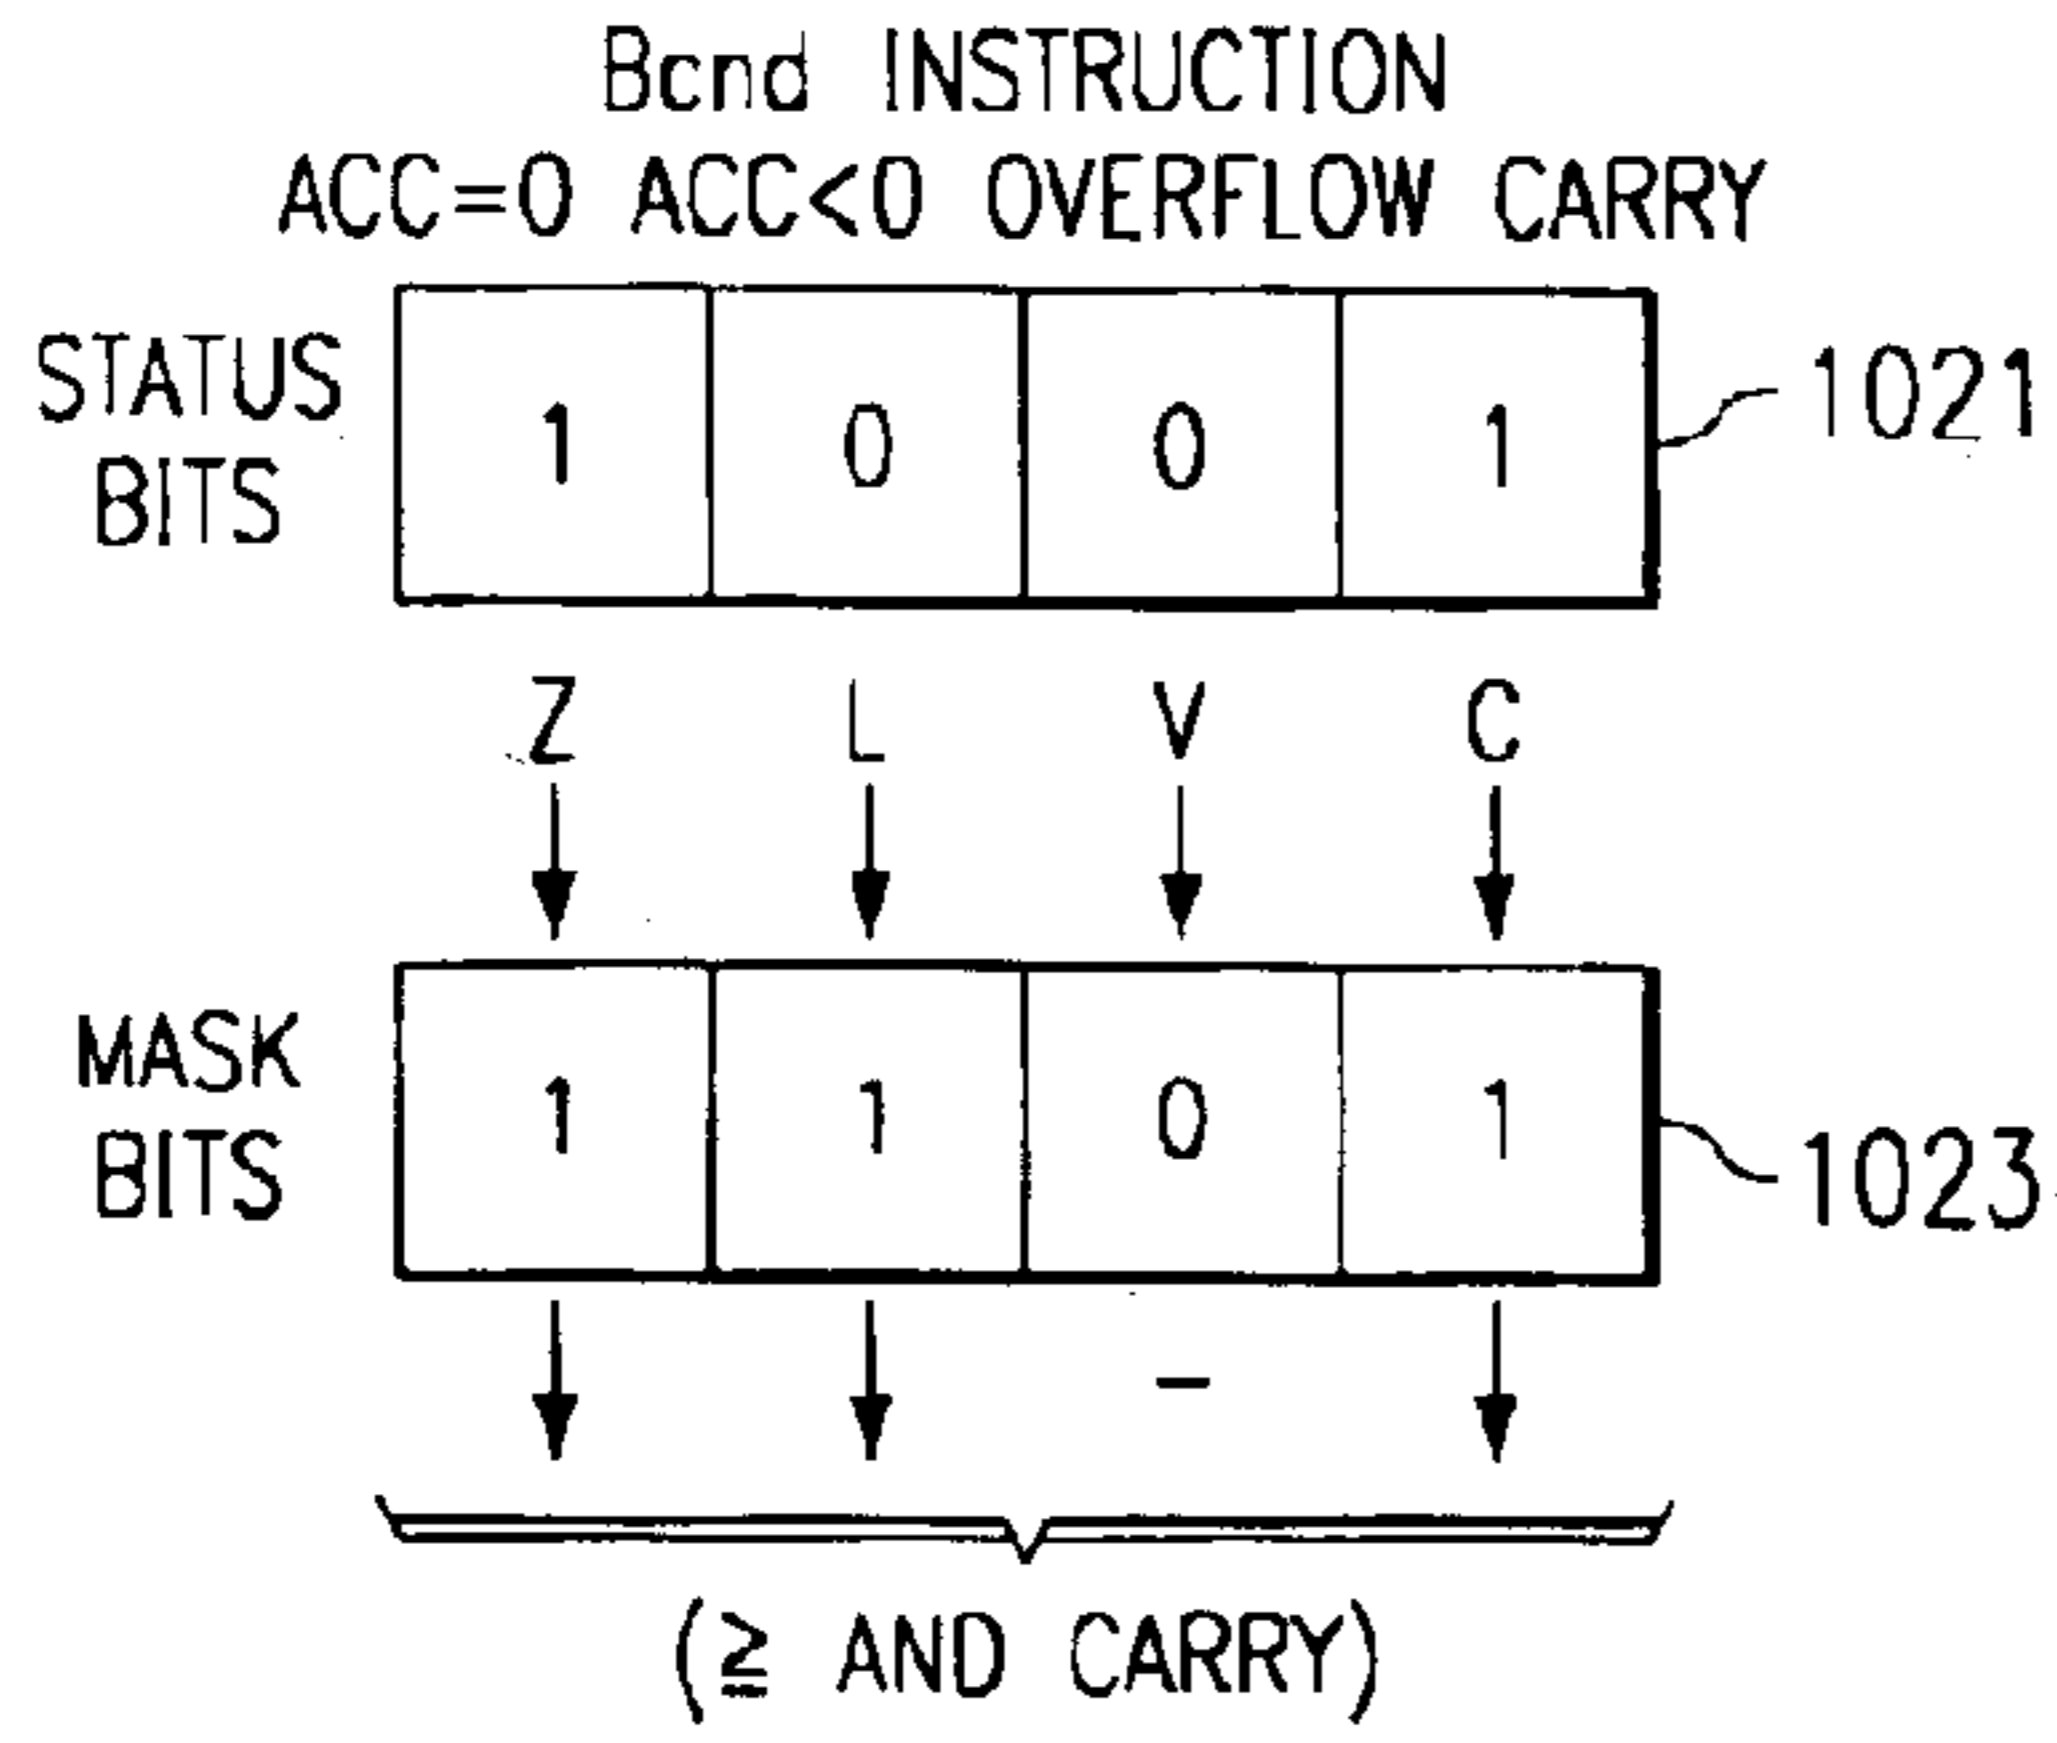 Bcnd INSTRUCTION
ACC=0 ACC<0 OVERFLOW CARRY
STATUS BITS
1 0 0 1
1021
Z L V C
MASK BITS
1 1 0 1
1023
–
(≧ AND CARRY)